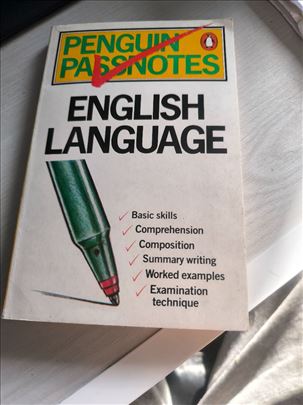 PENGUIN
PASSNOTES
ENGLISH
LANGUAGE
Basic skills
Comprehension
Composition
Summary writing
Worked examples
Examination
technique